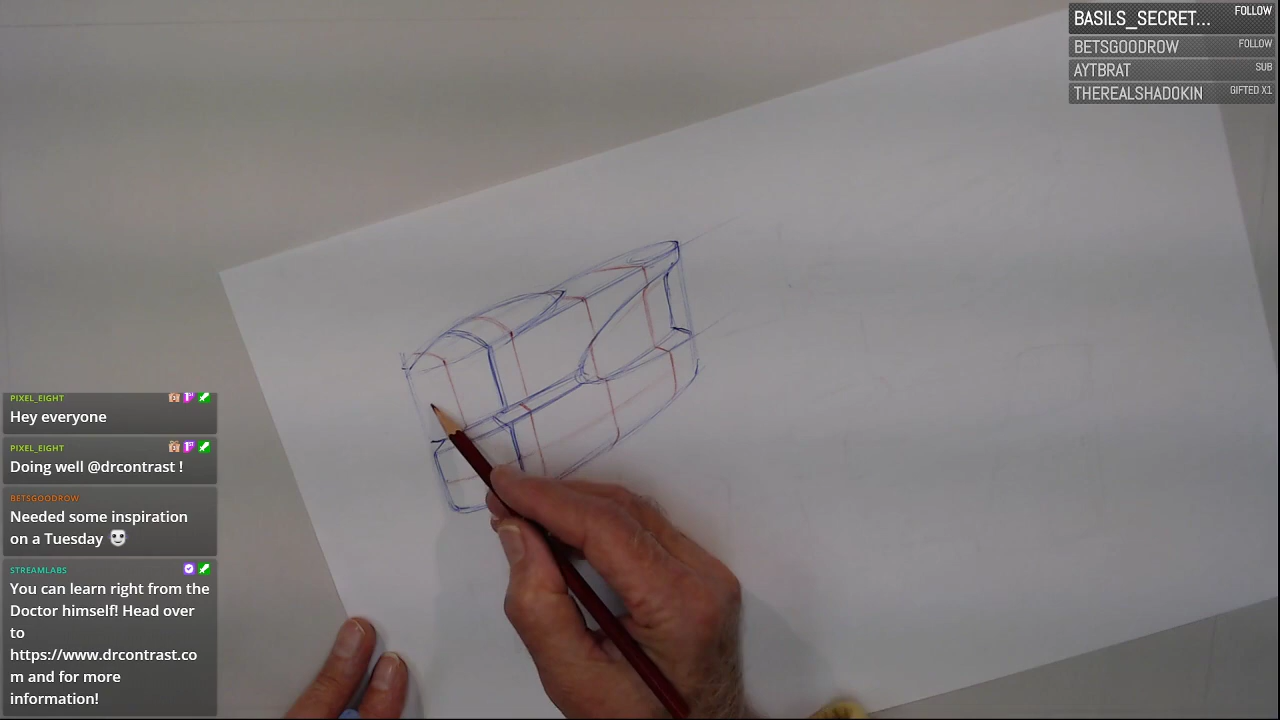 BASILS_SECRET... FOLLOW
BETSGOODROW FOLLOW
AYTBRAT SUB
THEREALSHADOKIN GIFTED X1
PIXEL_EIGHT
Hey everyone
PIXEL_EIGHT
Doing well @drcontrast !
BETSGOODROW
Needed some inspiration
on a Tuesday
STREAMLABS
You can learn right from the
Doctor himself! Head over
to
https://www.drcontrast.co
m and for more
information!